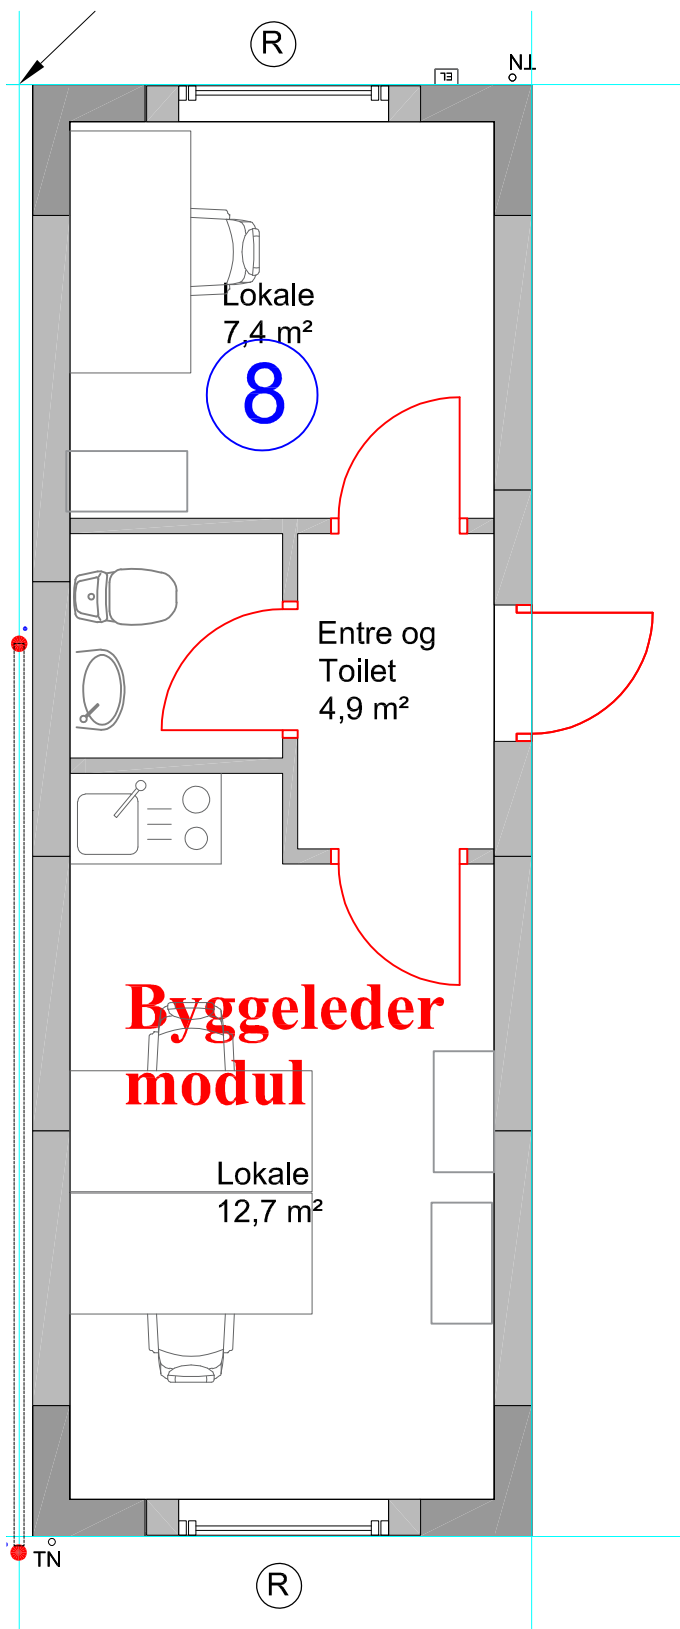 R
EL
TN
Lokale
7,4 m²
8
Entre og
Toilet
4,9 m²
Byggeleder
modul
Lokale
12,7 m²
TN
R